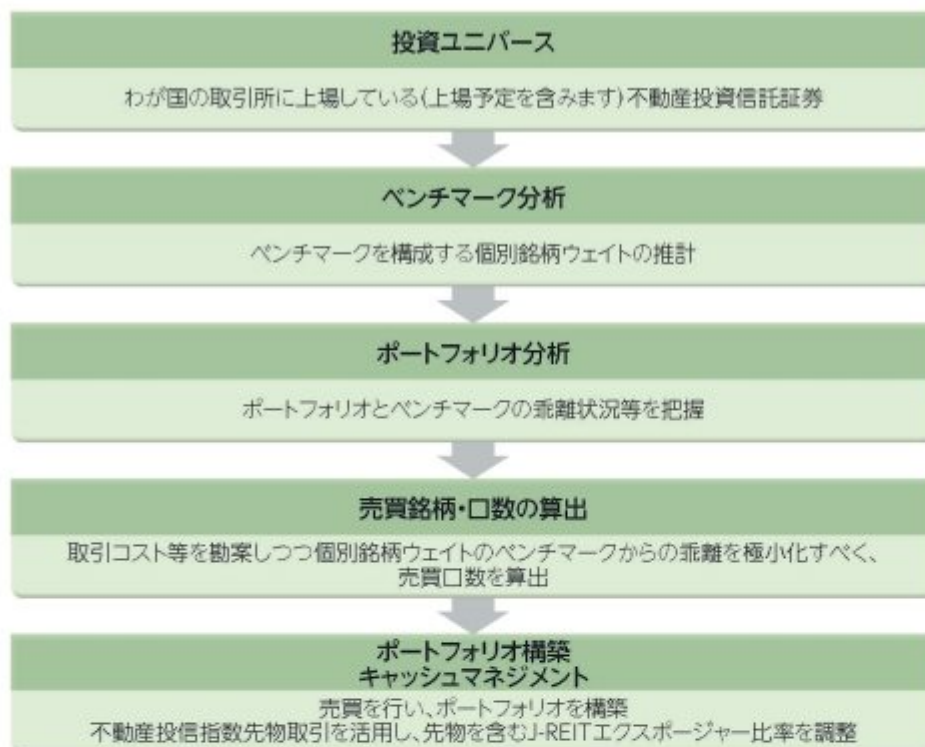 投資ユニバース
わが国の取引所に上場している(上場予定を含みます)不動産投資信託証券
ベンチマーク分析
ベンチマークを構成する個別銘柄ウェイトの推計
ポートフォリオ分析
ポートフォリオとベンチマークの乖離状況等を把握
売買銘柄・口数の算出
取引コスト等を勘案しつつ個別銘柄ウェイトのベンチマークからの乖離を極小化すべく、
売買口数を算出
ポートフォリオ構築
キャッシュマネジメント
売買を行い、ポートフォリオを構築
不動産投信指数先物取引を活用し、先物を含むJ-REITエクスポージャー比率を調整